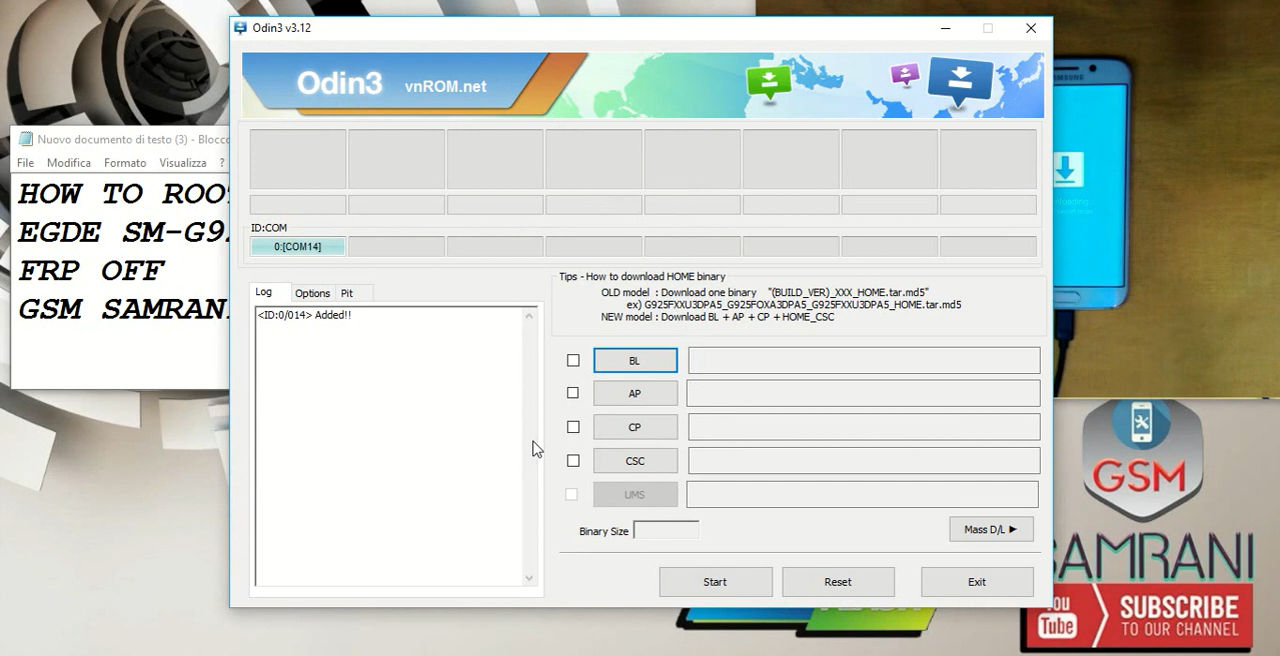 Odin3 v3.12
Odin3 vnROM.net
SAMSUNG
Nuovo documento di testo (3) - Blocco
File Modifica Formato Visualizza ?
HOW TO ROO
EGDE SM-G9
FRP OFF
GSM SAMRAN
ID:COM
0:[COM14]
Log Options Pit
<ID:0/014> Added!!
Tips - How to download HOME binary
OLD model : Download one binary "(BUILD_VER)_XXX_HOME.tar.md5"
ex) G925FXXU3DPA5_G925FOXA3DPA5_G925FXXU3DPA5_HOME.tar.md5
NEW model : Download BL + AP + CP + HOME_CSC
BL
AP
CP
CSC
UMS
Binary Size
Mass D/L
Start Reset Exit
GSM
SAMRANI
You Tube
SUBSCRIBE
TO OUR CHANNEL